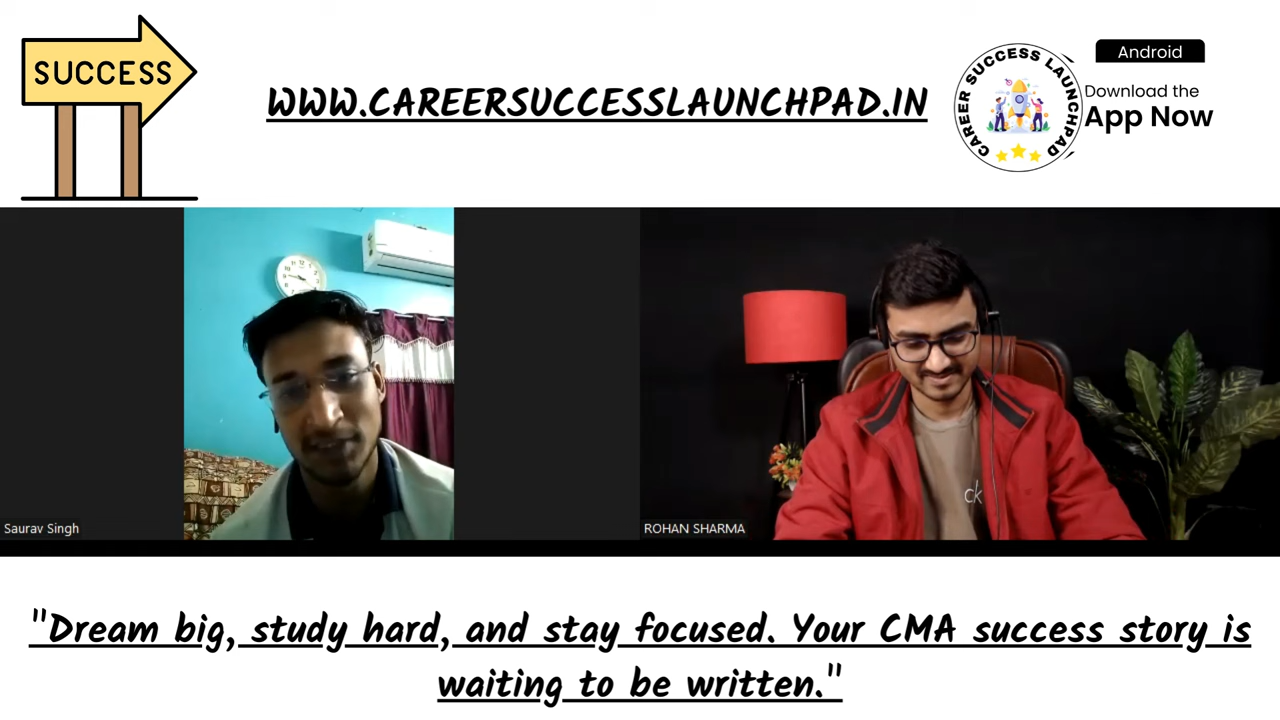 SUCCESS
WWW.CAREERSUCCESSLAUNCHPAD.IN
CAREER SUCCESS LAUNCHPAD
Android
Download the
App Now
ck
Saurav Singh
ROHAN SHARMA
"Dream big, study hard, and stay focused. Your CMA success story is
waiting to be written."